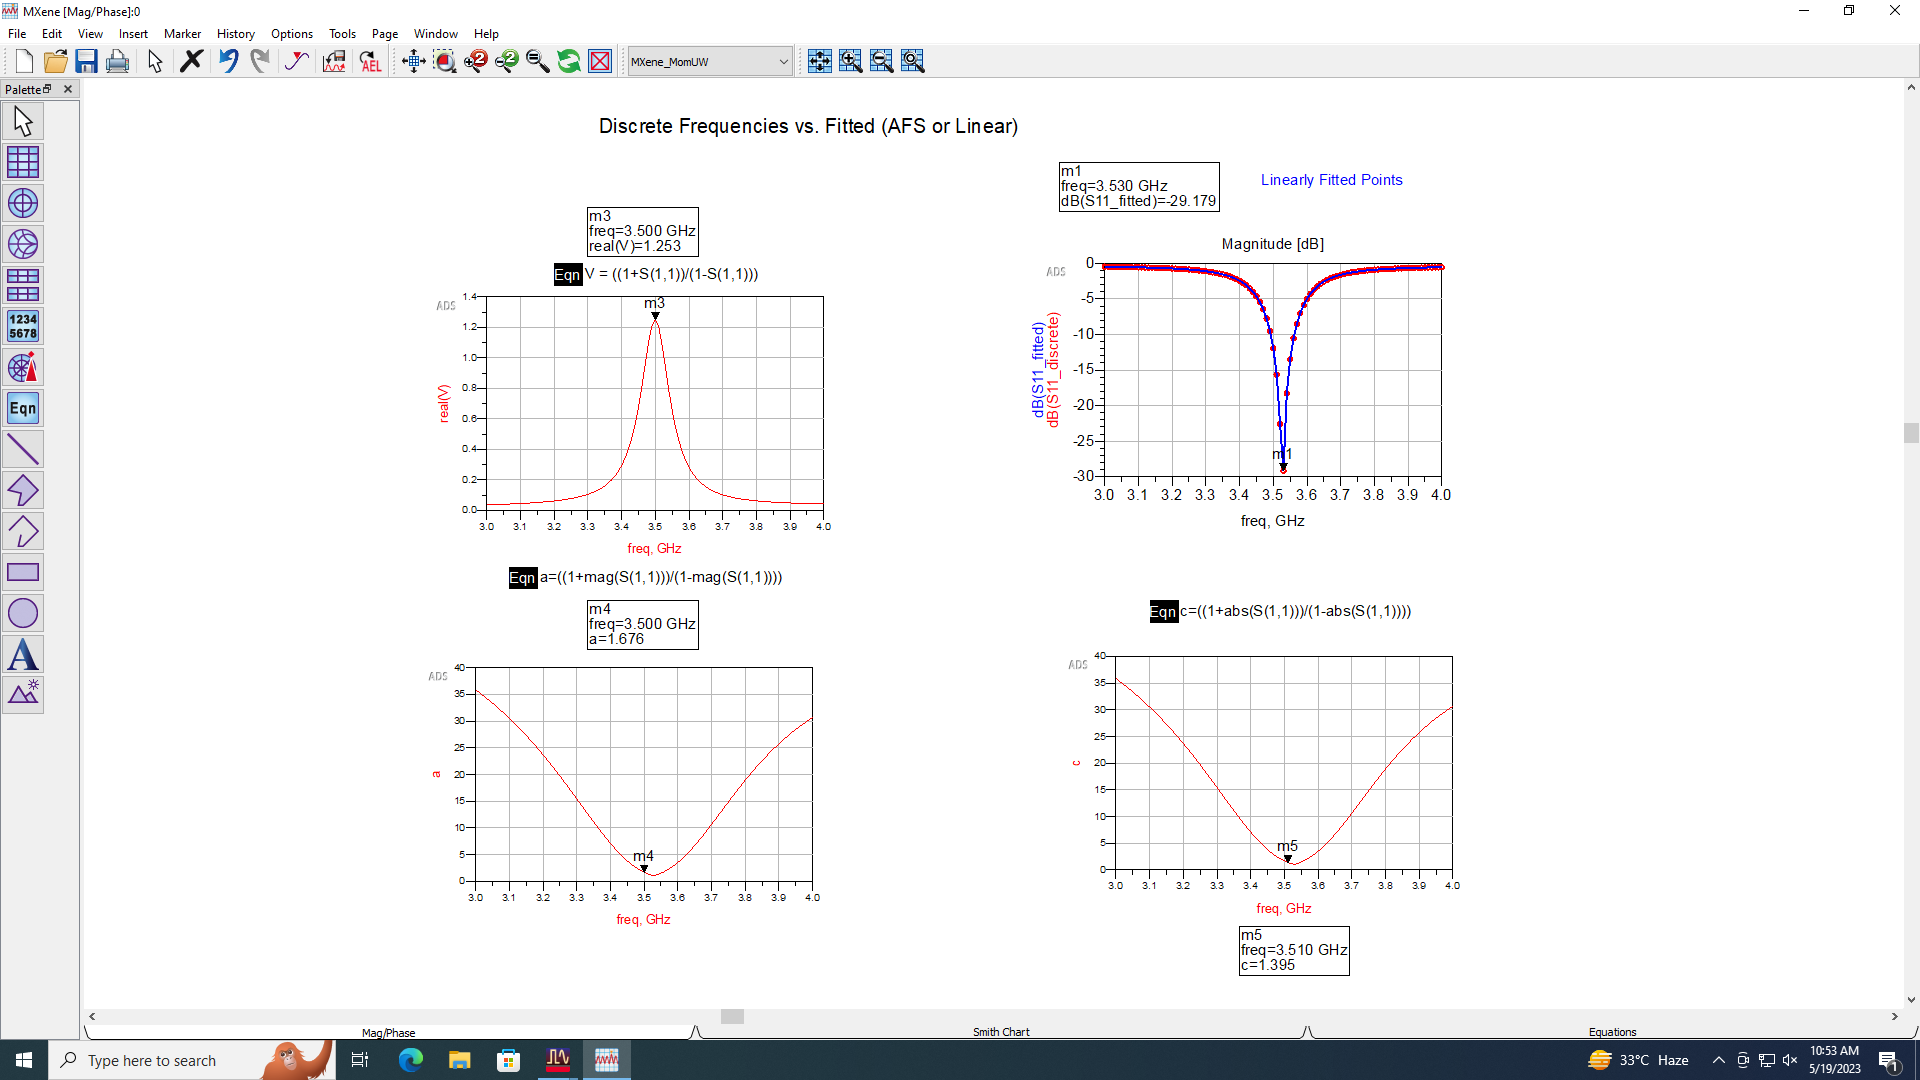 MXene [Mag/Phase]:0
File Edit View Insert Marker History Options Tools Page Window Help
2 2 AEL MXene_MomUW
Palette
1234
5678
Eqn
A
Discrete Frequencies vs. Fitted (AFS or Linear)
m3
freq=3.500 GHz
real(V)=1.253
Eqn V = ((1+S(1,1))/(1-S(1,1)))
ADS
m3
real(V)
1.4
1.2
1.0
0.8
0.6
0.4
0.2
0.0
3.0 3.1 3.2 3.3 3.4 3.5 3.6 3.7 3.8 3.9 4.0
freq, GHz
m1
freq=3.530 GHz
dB(S11_fitted)=-29.179
Linearly Fitted Points
Magnitude [dB]
ADS
dB(S11_fitted)
dB(S11_discrete)
0
-5
-10
-15
-20
-25
-30
m1
3.0 3.1 3.2 3.3 3.4 3.5 3.6 3.7 3.8 3.9 4.0
freq, GHz
Eqn a=((1+mag(S(1,1)))/(1-mag(S(1,1))))
m4
freq=3.500 GHz
a=1.676
ADS
a
40
35
30
25
20
15
10
5
0
m4
3.0 3.1 3.2 3.3 3.4 3.5 3.6 3.7 3.8 3.9 4.0
freq, GHz
Eqn c=((1+abs(S(1,1)))/(1-abs(S(1,1))))
ADS
c
40
35
30
25
20
15
10
5
0
m5
3.0 3.1 3.2 3.3 3.4 3.5 3.6 3.7 3.8 3.9 4.0
freq, GHz
m5
freq=3.510 GHz
c=1.395
Mag/Phase Smith Chart Equations
Type here to search
33°C Haze
10:53 AM
5/19/2023
1